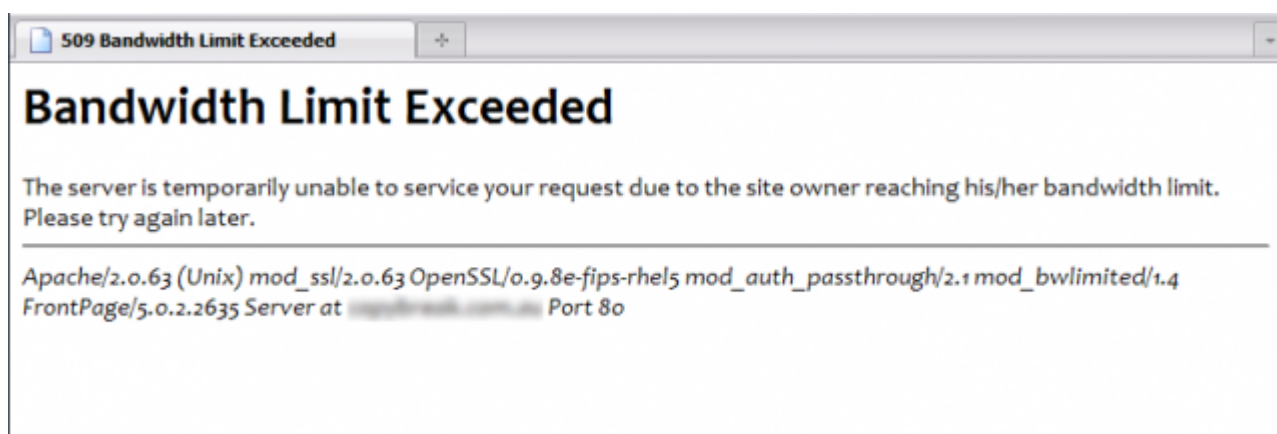 509 Bandwidth Limit Exceeded
Bandwidth Limit Exceeded
The server is temporarily unable to service your request due to the site owner reaching his/her bandwidth limit.
Please try again later.
Apache/2.0.63 (Unix) mod_ssl/2.0.63 OpenSSL/0.9.8e-fips-rhel5 mod_auth_passthrough/2.1 mod_bwlimited/1.4
FrontPage/5.0.2.2635 Server at Port 80